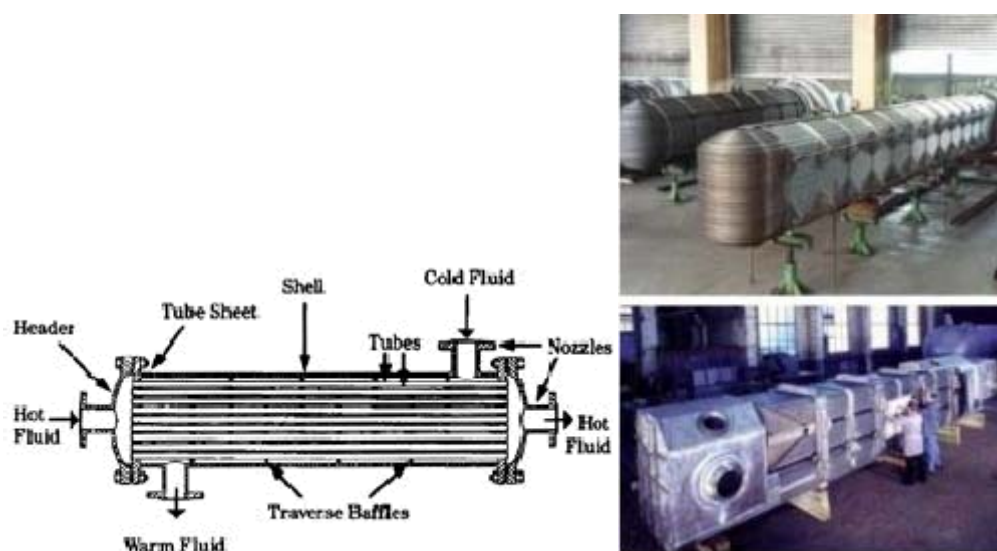 Cold Fluid
Shell
Tube Sheet
Header
Tubes
Nozzles
Hot
Fluid
Hot
Fluid
Traverse Baffles
Warm Fluid